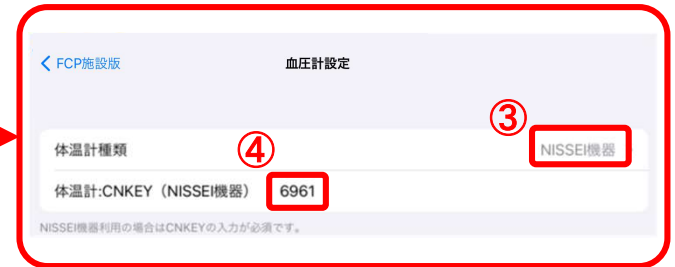 < FCP施設版 血圧計設定
③
体温計種類 NISSEI機器
④
体温計:CNKEY（NISSEI機器） 6961
NISSEI機器利用の場合はCNKEYの入力が必須です。